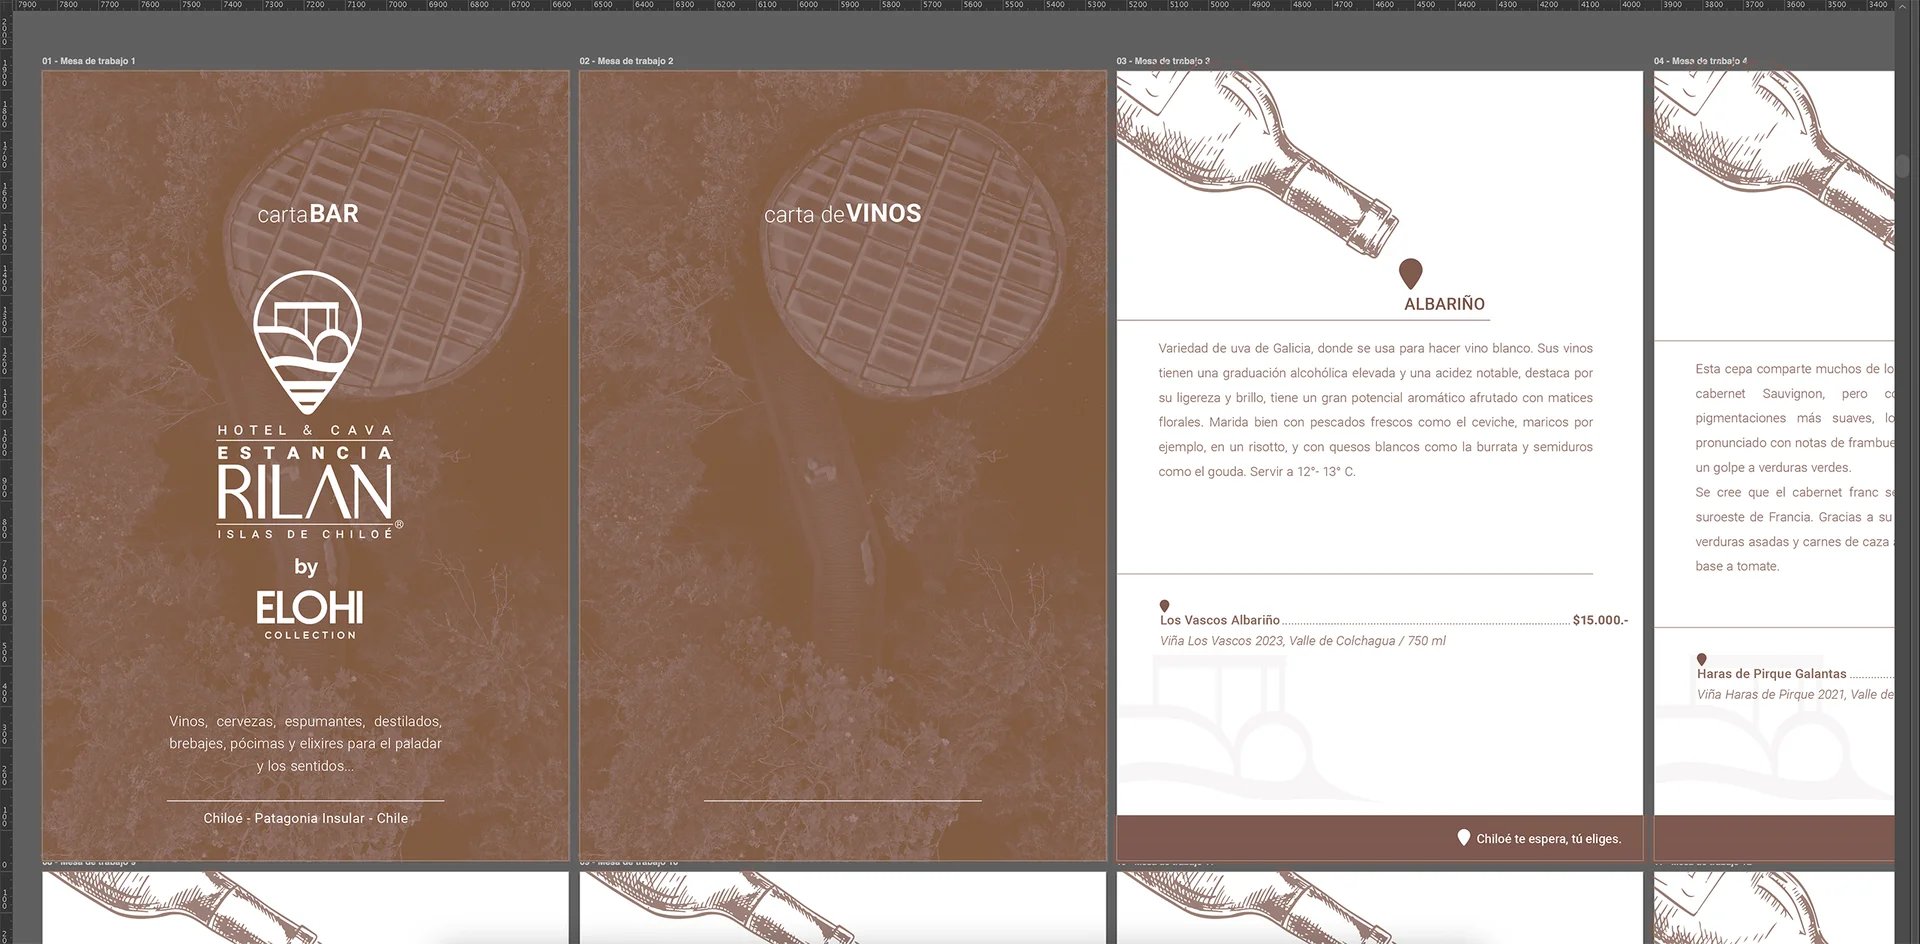 01 - Mesa de trabajo 1
cartaBAR
HOTEL & CAVA
ESTANCIA
RILAN®
ISLAS DE CHILOÉ
by
ELOHI
COLLECTION
Vinos, cervezas, espumantes, destilados,
brebajes, pócimas y elixires para el paladar
y los sentidos...
Chiloé - Patagonia Insular - Chile
02 - Mesa de trabajo 2
carta deVINOS
03 - Mesa de trabajo 3
ALBARIÑO
Variedad de uva de Galicia, donde se usa para hacer vino blanco. Sus vinos
tienen una graduación alcohólica elevada y una acidez notable, destaca por
su ligereza y brillo, tiene un gran potencial aromático afrutado con matices
florales. Marida bien con pescados frescos como el ceviche, maricos por
ejemplo, en un risotto, y con quesos blancos como la burrata y semiduros
como el gouda. Servir a 12°- 13° C.
Los Vascos Albariño $15.000.-
Viña Los Vascos 2023, Valle de Colchagua / 750 ml
Chiloé te espera, tú eliges.
04 - Mesa de trabajo 4
Esta cepa comparte muchos de lo
cabernet Sauvignon, pero co
pigmentaciones más suaves, lo
pronunciado con notas de frambue
un golpe a verduras verdes.
Se cree que el cabernet franc se
suroeste de Francia. Gracias a su
verduras asadas y carnes de caza a
base a tomate.
Haras de Pirque Galantas
Viña Haras de Pirque 2021, Valle de